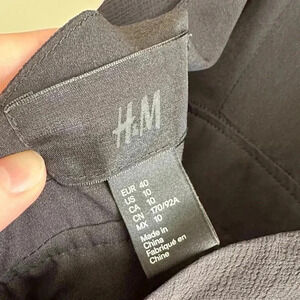 H&M
EUR 40
US 10
CA 10
CN 170/92A
MX 10
Made in
China
Fabriqué en
Chine